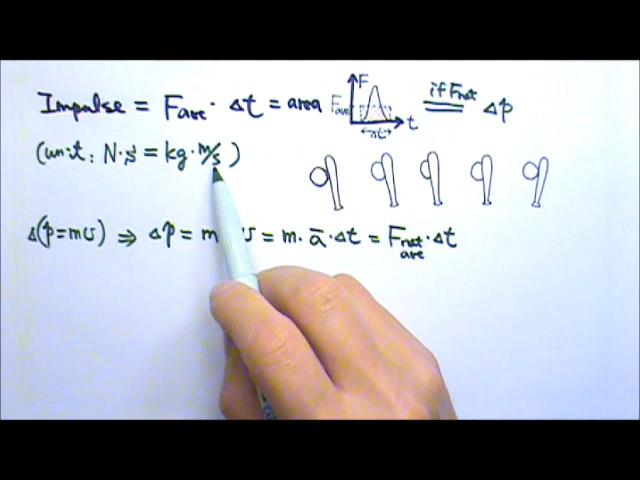 Impulse = Fave · Δt = area F Fave Δt t if Fnet = Δp
(unit: N·s = kg·m/s)
Δ(p=mv) ⇒ Δp = m v = m · a̅ · Δt = Fnet ave · Δt